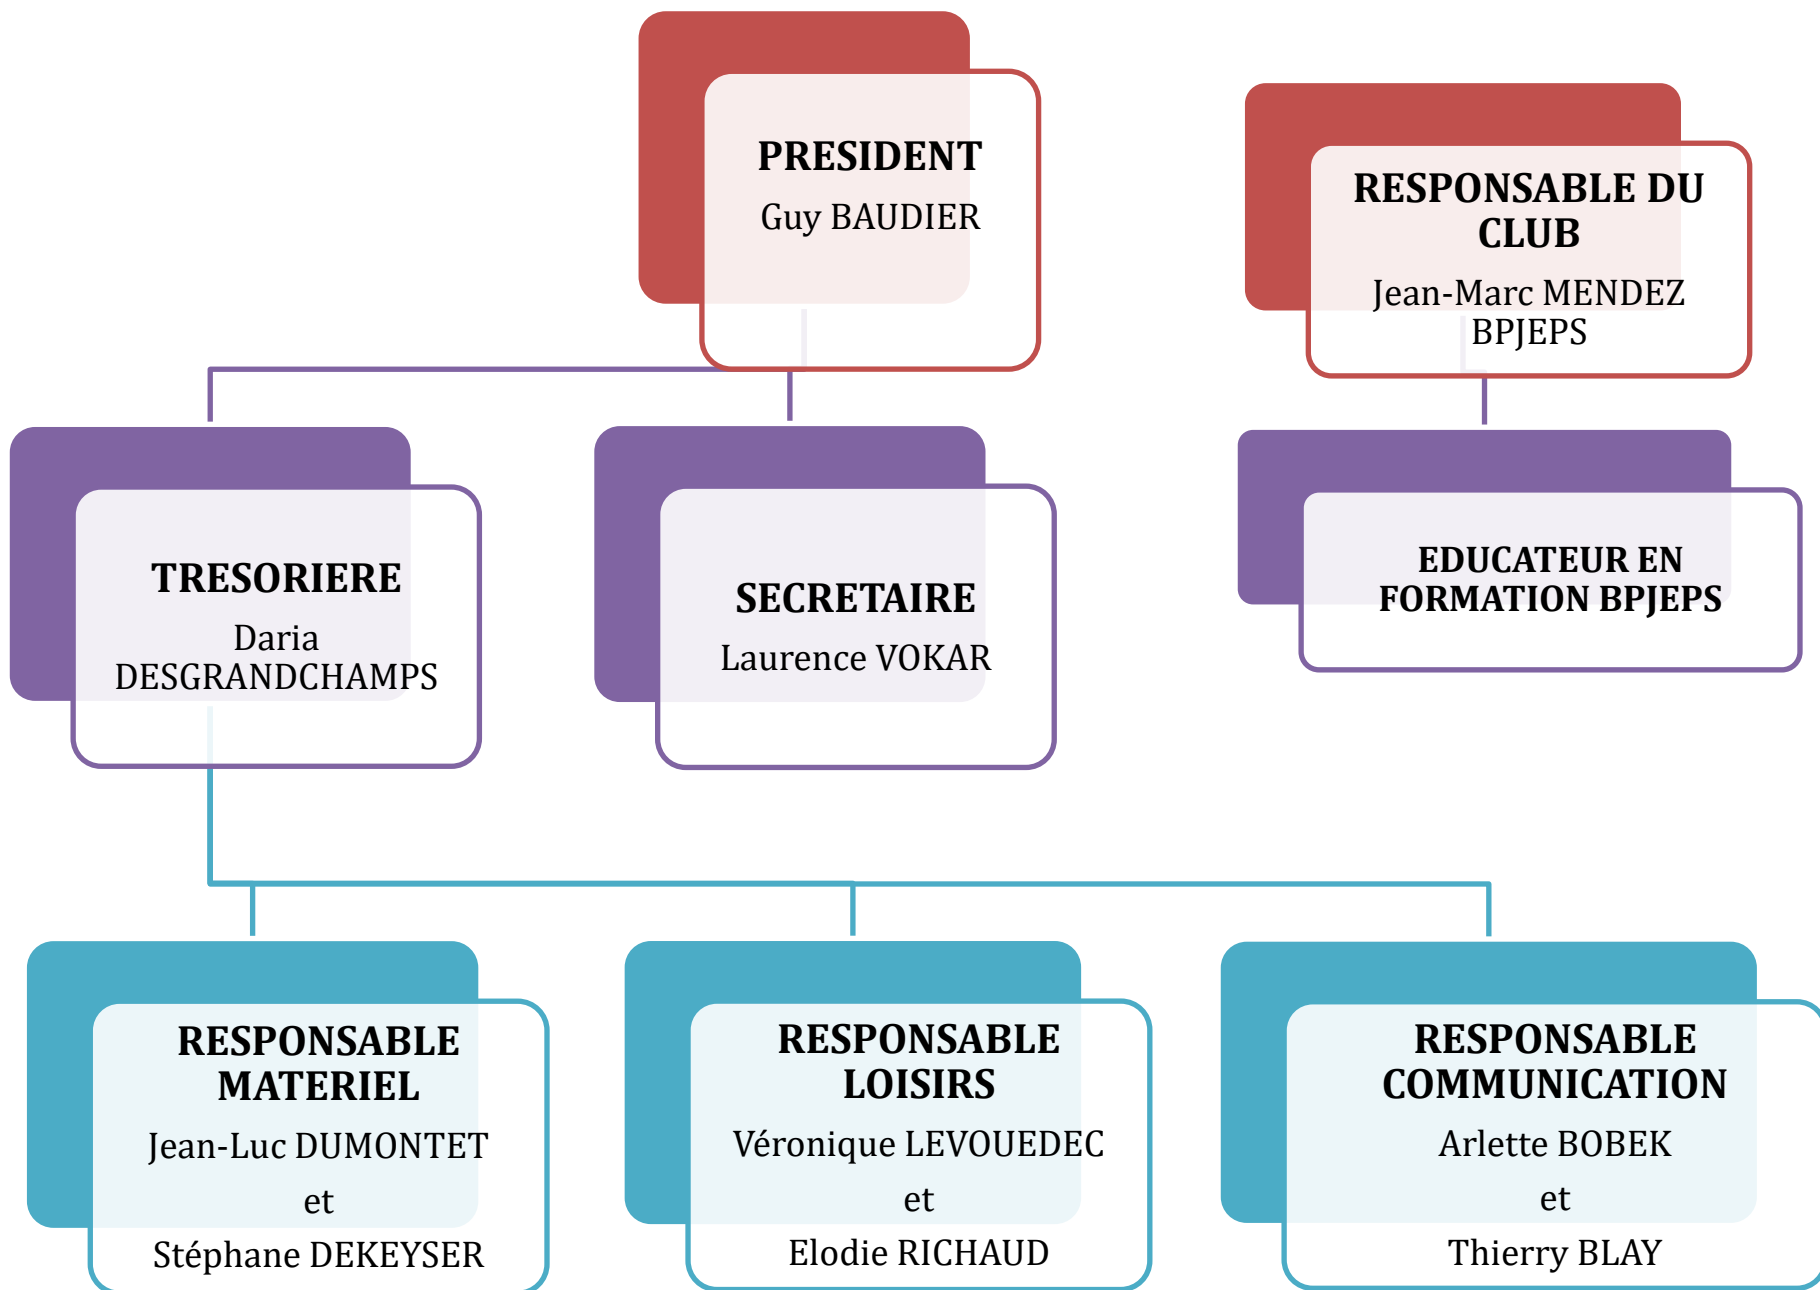 PRESIDENT
Guy BAUDIER
RESPONSABLE DU
CLUB
Jean-Marc MENDEZ
BPJEPS
TRESORIERE
Daria
DESGRANDCHAMPS
SECRETAIRE
Laurence VOKAR
EDUCATEUR EN
FORMATION BPJEPS
RESPONSABLE
MATERIEL
Jean-Luc DUMONTET
et
Stéphane DEKEYSER
RESPONSABLE
LOISIRS
Véronique LEVOUEDEC
et
Elodie RICHAUD
RESPONSABLE
COMMUNICATION
Arlette BOBEK
et
Thierry BLAY